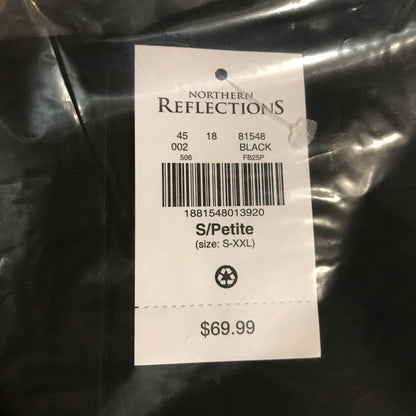 NORTHERN
REFLECTIONS
45 18 81548
002 BLACK
506 FB25P
1881548013920
S/Petite
(size: S-XXL)
$69.99